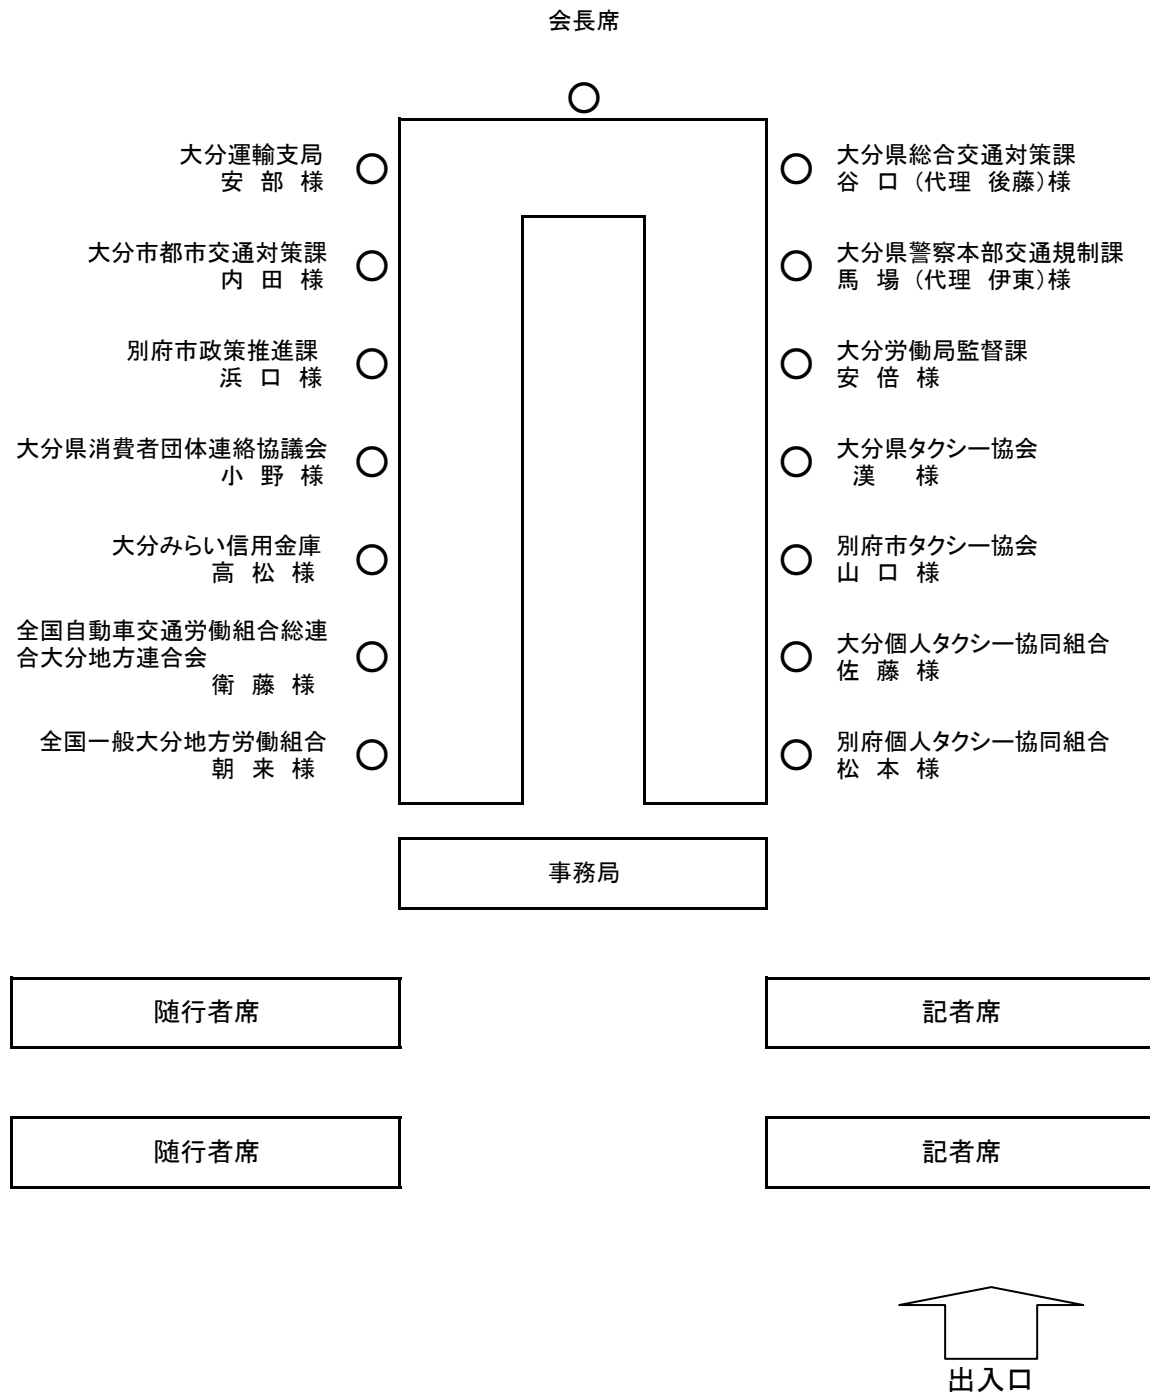 会長席
大分運輸支局
安 部 様
大分市都市交通対策課
内 田 様
別府市政策推進課
浜 口 様
大分県消費者団体連絡協議会
小 野 様
大分みらい信用金庫
高 松 様
全国自動車交通労働組合総連
合大分地方連合会
衛 藤 様
全国一般大分地方労働組合
朝 来 様
大分県総合交通対策課
谷 口 （代理 後藤）様
大分県警察本部交通規制課
馬 場 （代理 伊東）様
大分労働局監督課
安 倍 様
大分県タクシー協会
漢 様
別府市タクシー協会
山 口 様
大分個人タクシー協同組合
佐 藤 様
別府個人タクシー協同組合
松 本 様
事務局
随行者席
記者席
随行者席
記者席
出入口